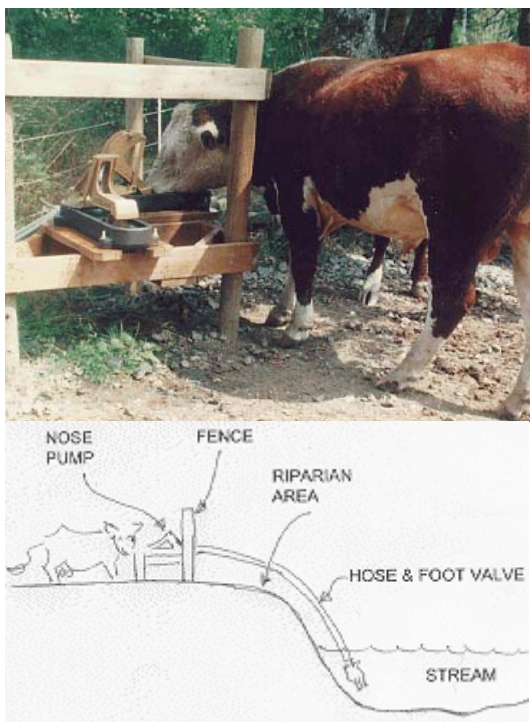 NOSE
PUMP
FENCE
RIPARIAN
AREA
HOSE & FOOT VALVE
STREAM